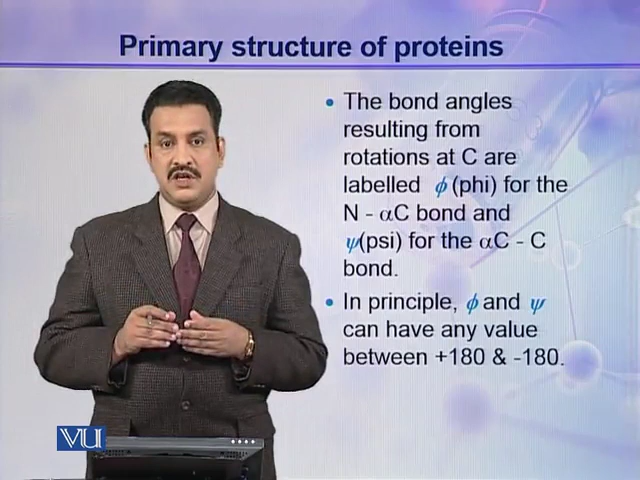 Primary structure of proteins
• The bond angles
resulting from
rotations at C are
labelled ϕ (phi) for the
N - αC bond and
ψ(psi) for the αC - C
bond.
• In principle, ϕ and ψ
can have any value
between +180 & -180.
VU